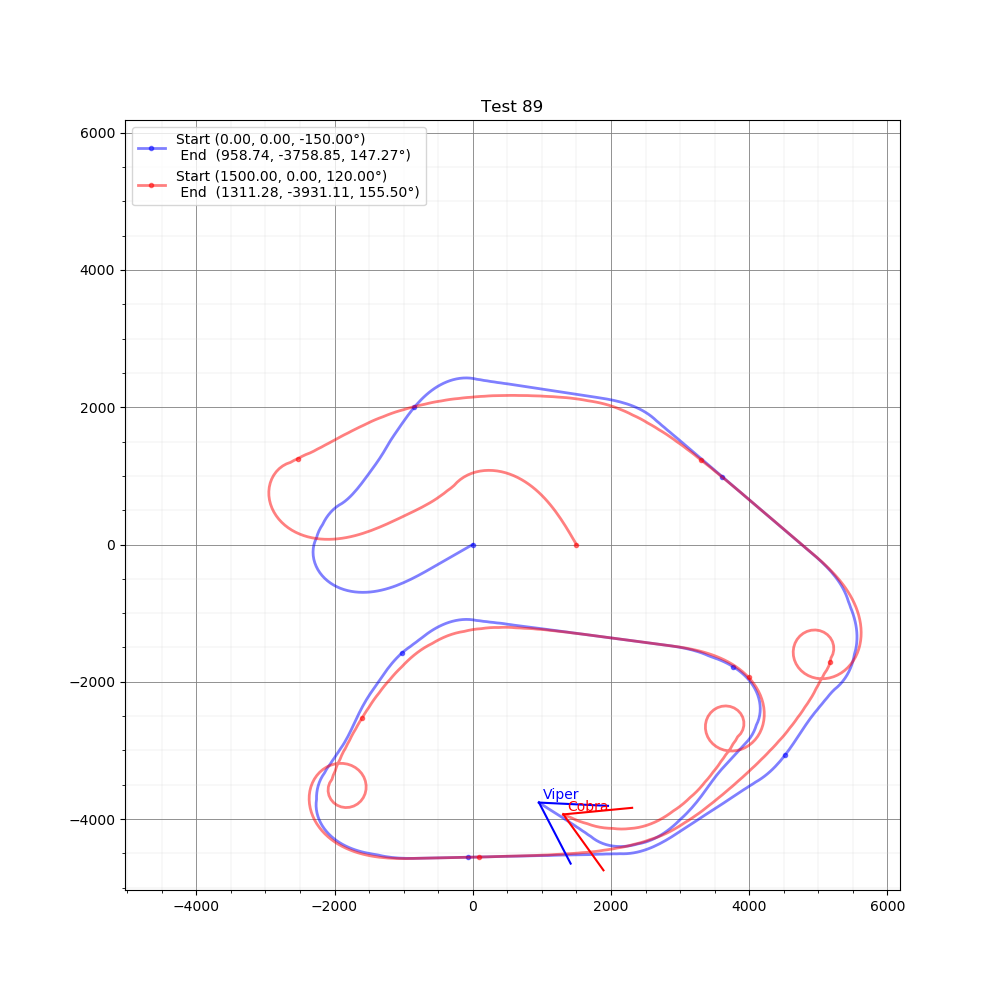 Test 89
Start (0.00, 0.00, -150.00°)
End (958.74, -3758.85, 147.27°)
Start (1500.00, 0.00, 120.00°)
End (1311.28, -3931.11, 155.50°)
6000
4000
2000
0
−2000
−4000
Viper
Cobra
−4000 −2000 0 2000 4000 6000